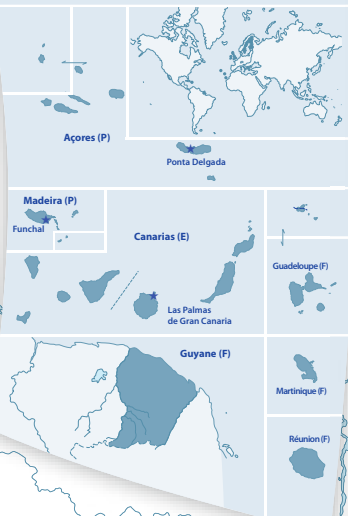 Açores (P)
Ponta Delgada
Madeira (P)
Funchal
Canarias (E)
Guadeloupe (F)
Las Palmas
de Gran Canaria
Guyane (F)
Martinique (F)
Réunion (F)